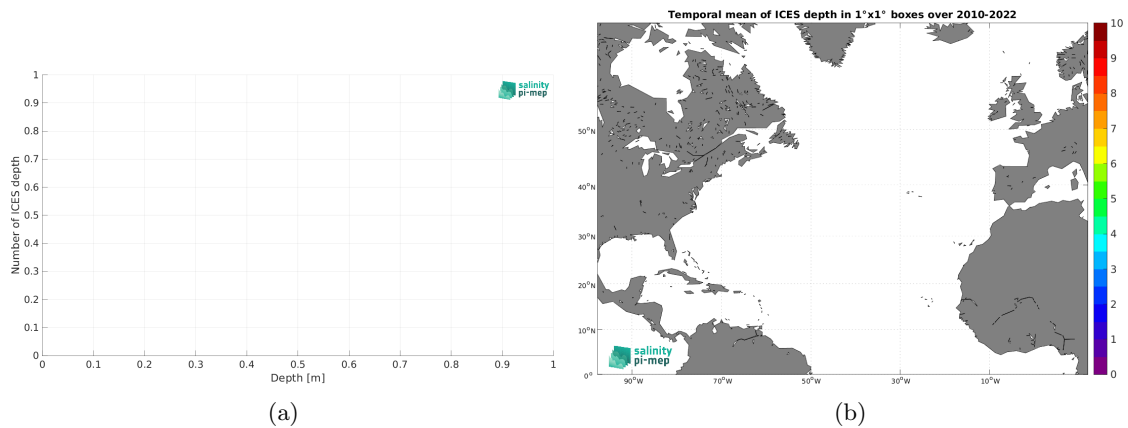 1
0.9
0.8
0.7
0.6
0.5
0.4
0.3
0.2
0.1
0
Number of ICES depth
0 0.1 0.2 0.3 0.4 0.5 0.6 0.7 0.8 0.9 1
Depth [m]
salinity
pi-mep
(a)
Temporal mean of ICES depth in 1°x1° boxes over 2010-2022
50°N
40°N
30°N
20°N
10°N
0°
90°W 70°W 50°W 30°W 10°W
salinity
pi-mep
10
9
8
7
6
5
4
3
2
1
0
(b)